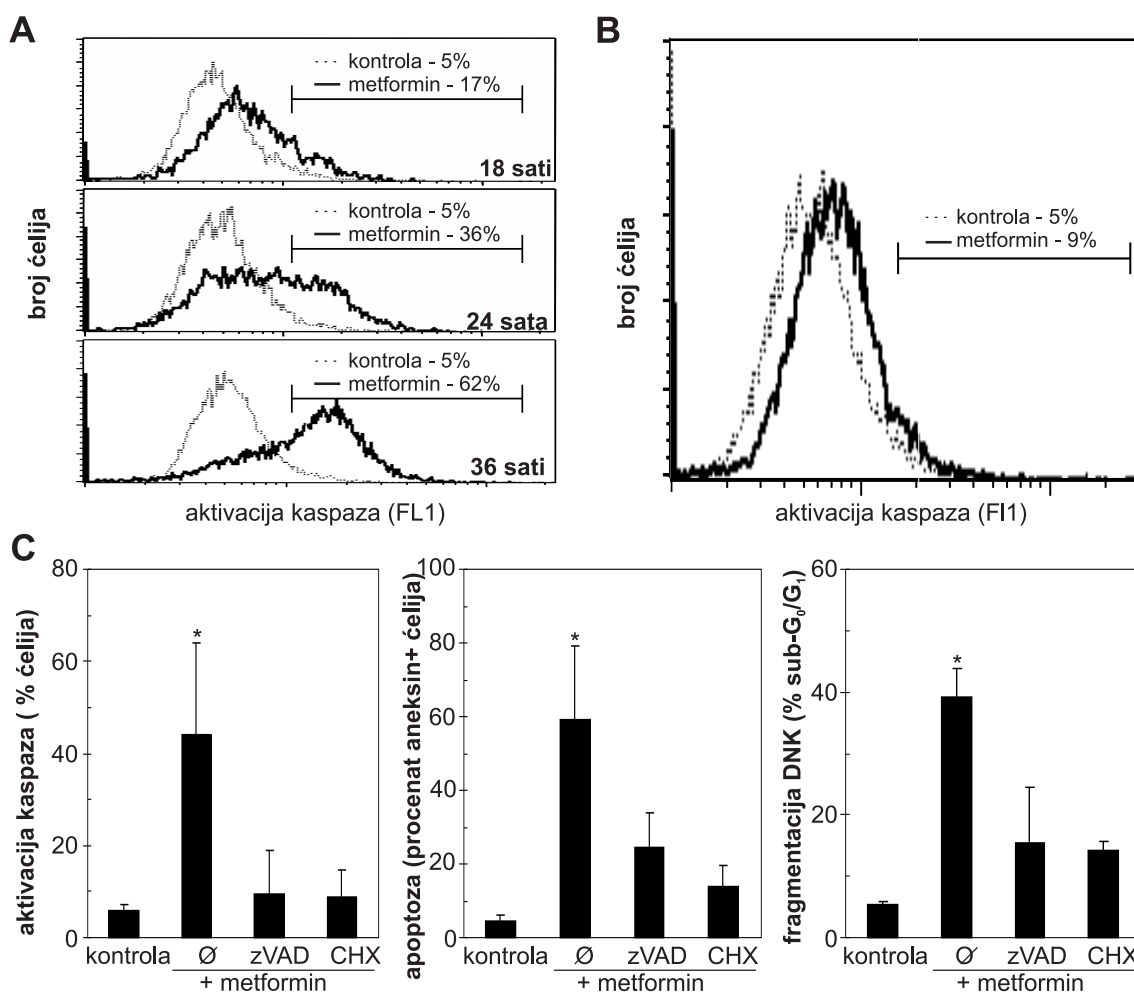 A
kontrola - 5%
metformin - 17%
18 sati
kontrola - 5%
metformin - 36%
24 sata
kontrola - 5%
metformin - 62%
36 sati
broj ćelija
aktivacija kaspaza (FL1)
B
kontrola - 5%
metformin - 9%
broj ćelija
aktivacija kaspaza (Fl1)
C
aktivacija kaspaza ( % ćelija)
80
60
40
20
0
*
kontrola Ø zVAD CHX
+ metformin
apoptoza (procenat aneksin+ ćelija)
100
80
60
40
20
0
*
kontrola Ø zVAD CHX
+ metformin
fragmentacija DNK (% sub-G₀/G₁)
60
40
20
0
*
kontrola Ø zVAD CHX
+ metformin